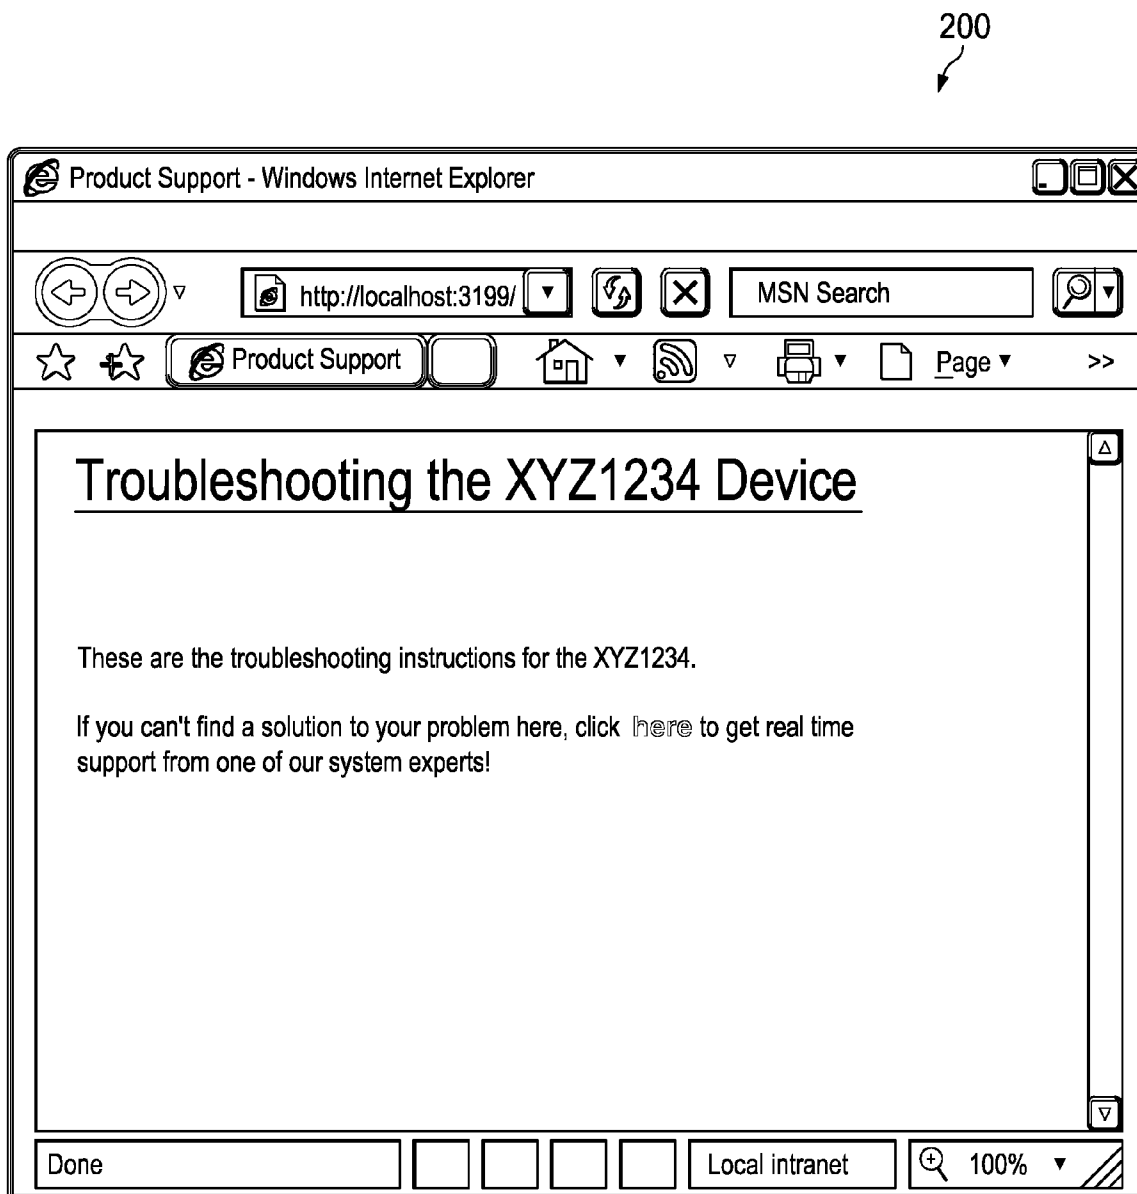 200
Product Support - Windows Internet Explorer
http://localhost:3199/ MSN Search
Product Support Page >>
Troubleshooting the XYZ1234 Device
These are the troubleshooting instructions for the XYZ1234.
If you can't find a solution to your problem here, click here to get real time
support from one of our system experts!
Done Local intranet 100%